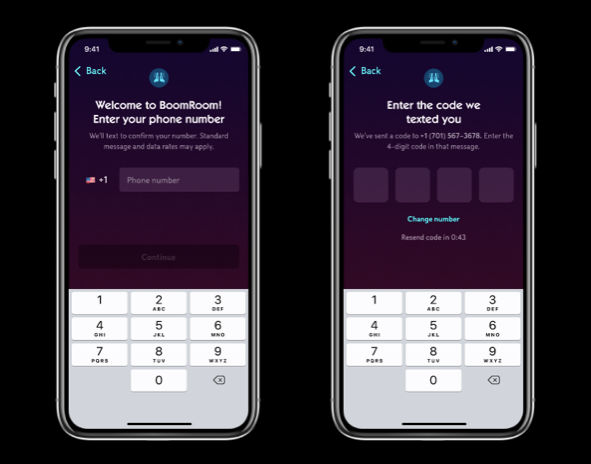 9:41
Back
Welcome to BoomRoom!
Enter your phone number
We'll text to confirm your number. Standard
message and data rates may apply.
+1 Phone number
Continue
1 2 3
ABC DEF
4 5 6
GHI JKL MNO
7 8 9
PQRS TUV WXYZ
0
9:41
Back
Enter the code we
texted you
We've sent a code to +1 (701) 567-3678. Enter the
4-digit code in that message.
Change number
Resend code in 0:43
1 2 3
ABC DEF
4 5 6
GHI JKL MNO
7 8 9
PQRS TUV WXYZ
0